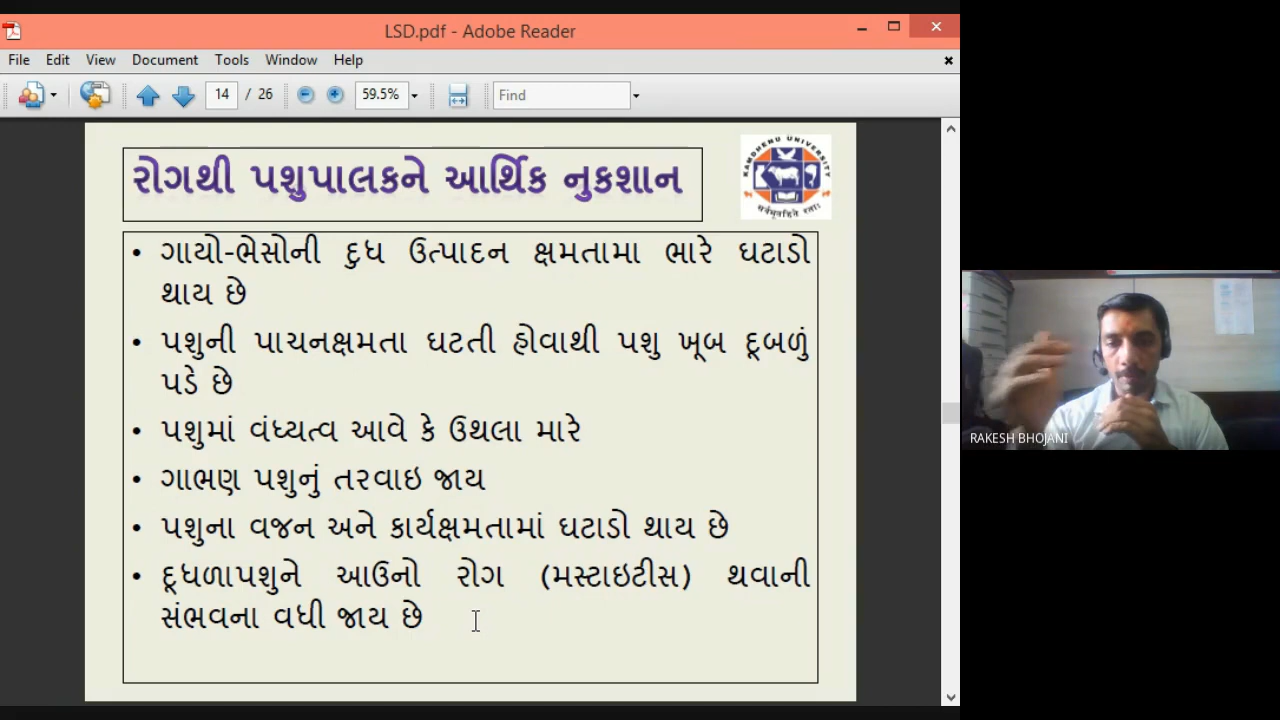 LSD.pdf - Adobe Reader
File Edit View Document Tools Window Help
14 / 26 59.5% Find
રોગથી પશુપાલકને આર્થિક નુકશાન
KAMDHENU UNIVERSITY
• ગાયો-ભેસોની દુધ ઉત્પાદન ક્ષમતામા ભારે ઘટાડો
થાય છે
• પશુની પાચનક્ષમતા ઘટતી હોવાથી પશુ ખૂબ દૂબળું
પડે છે
• પશુમાં વંધ્યત્વ આવે કે ઉથલા મારે
• ગાભણ પશુનું તરવાઇ જાય
• પશુના વજન અને કાર્યક્ષમતામાં ઘટાડો થાય છે
• દૂધળાપશુને આઉનો રોગ (મસ્ટાઇટીસ) થવાની
સંભવના વધી જાય છે
RAKESH BHOJANI